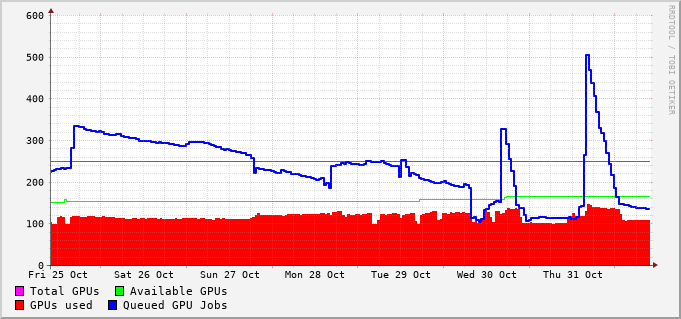 600
500
400
300
200
100
0
Fri 25 Oct Sat 26 Oct Sun 27 Oct Mon 28 Oct Tue 29 Oct Wed 30 Oct Thu 31 Oct
Total GPUs Available GPUs
GPUs used Queued GPU Jobs
RRDTOOL / TOBI OETIKER